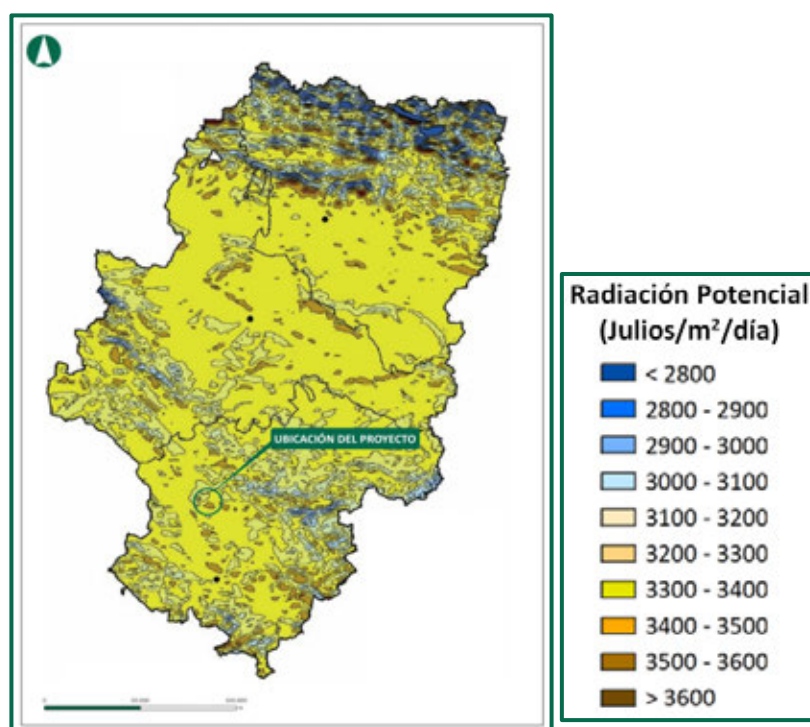 UBICACIÓN DEL PROYECTO
Radiación Potencial
(Julios/m²/día)
< 2800
2800 - 2900
2900 - 3000
3000 - 3100
3100 - 3200
3200 - 3300
3300 - 3400
3400 - 3500
3500 - 3600
> 3600